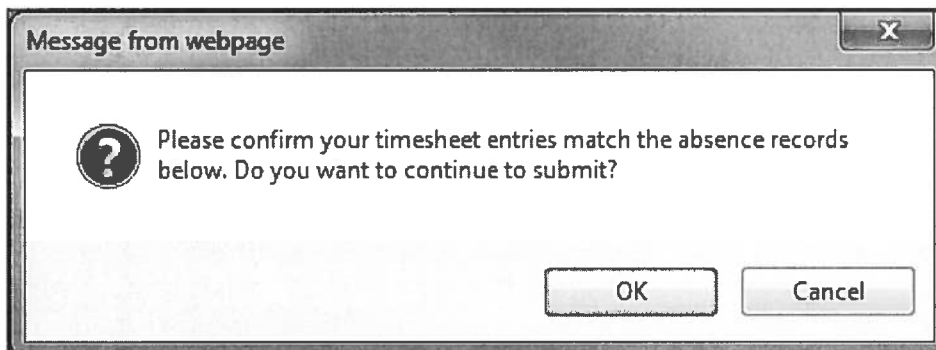 Message from webpage
X
?
Please confirm your timesheet entries match the absence records
below. Do you want to continue to submit?
OK
Cancel